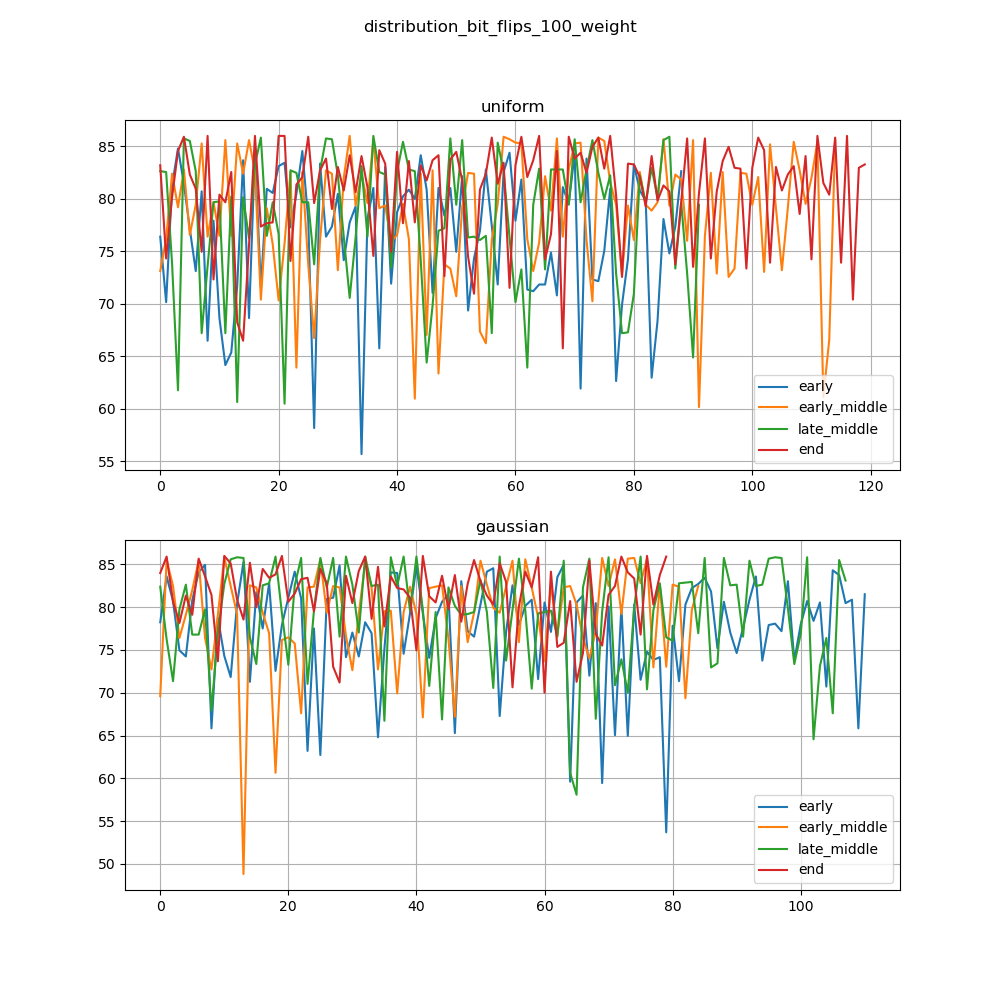 distribution_bit_flips_100_weight
uniform
85
80
75
70
65
60
55
0 20 40 60 80 100 120
early
early_middle
late_middle
end
gaussian
85
80
75
70
65
60
55
50
0 20 40 60 80 100
early
early_middle
late_middle
end